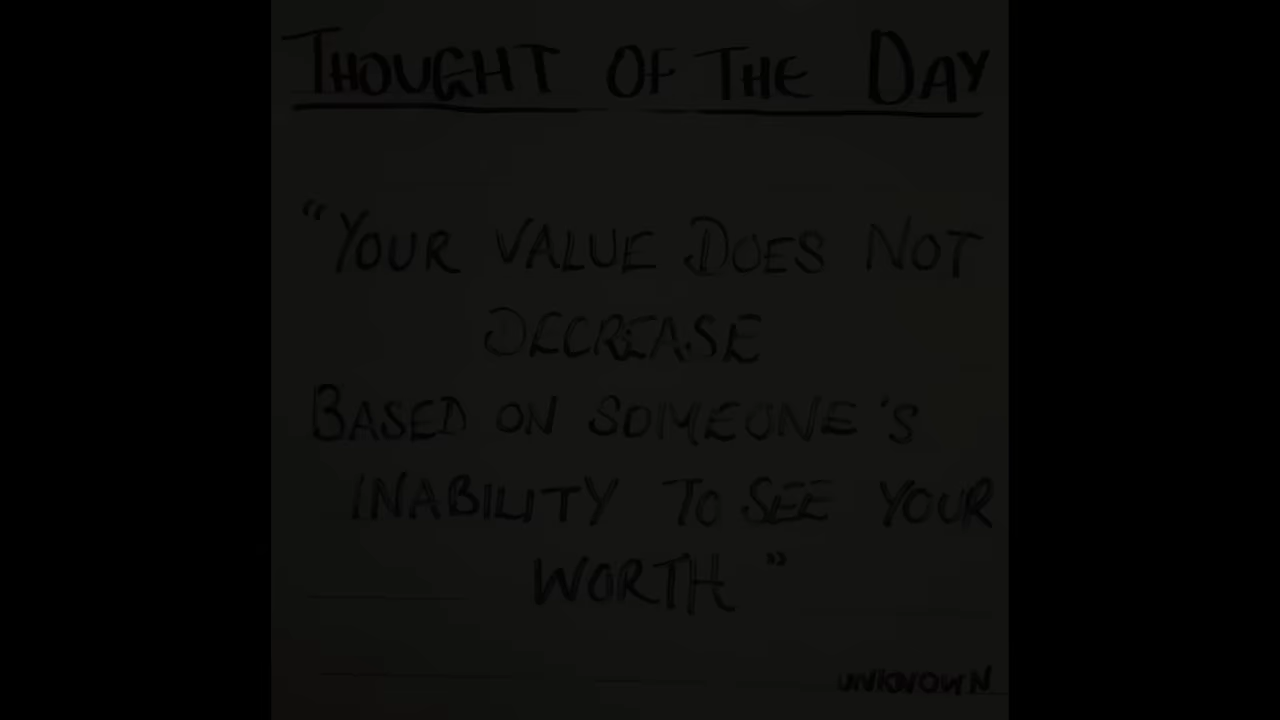 THOUGHT OF THE DAY
"YOUR VALUE DOES NOT
DECREASE
BASED ON SOMEONE'S
INABILITY TO SEE YOUR
WORTH"
UNKNOWN